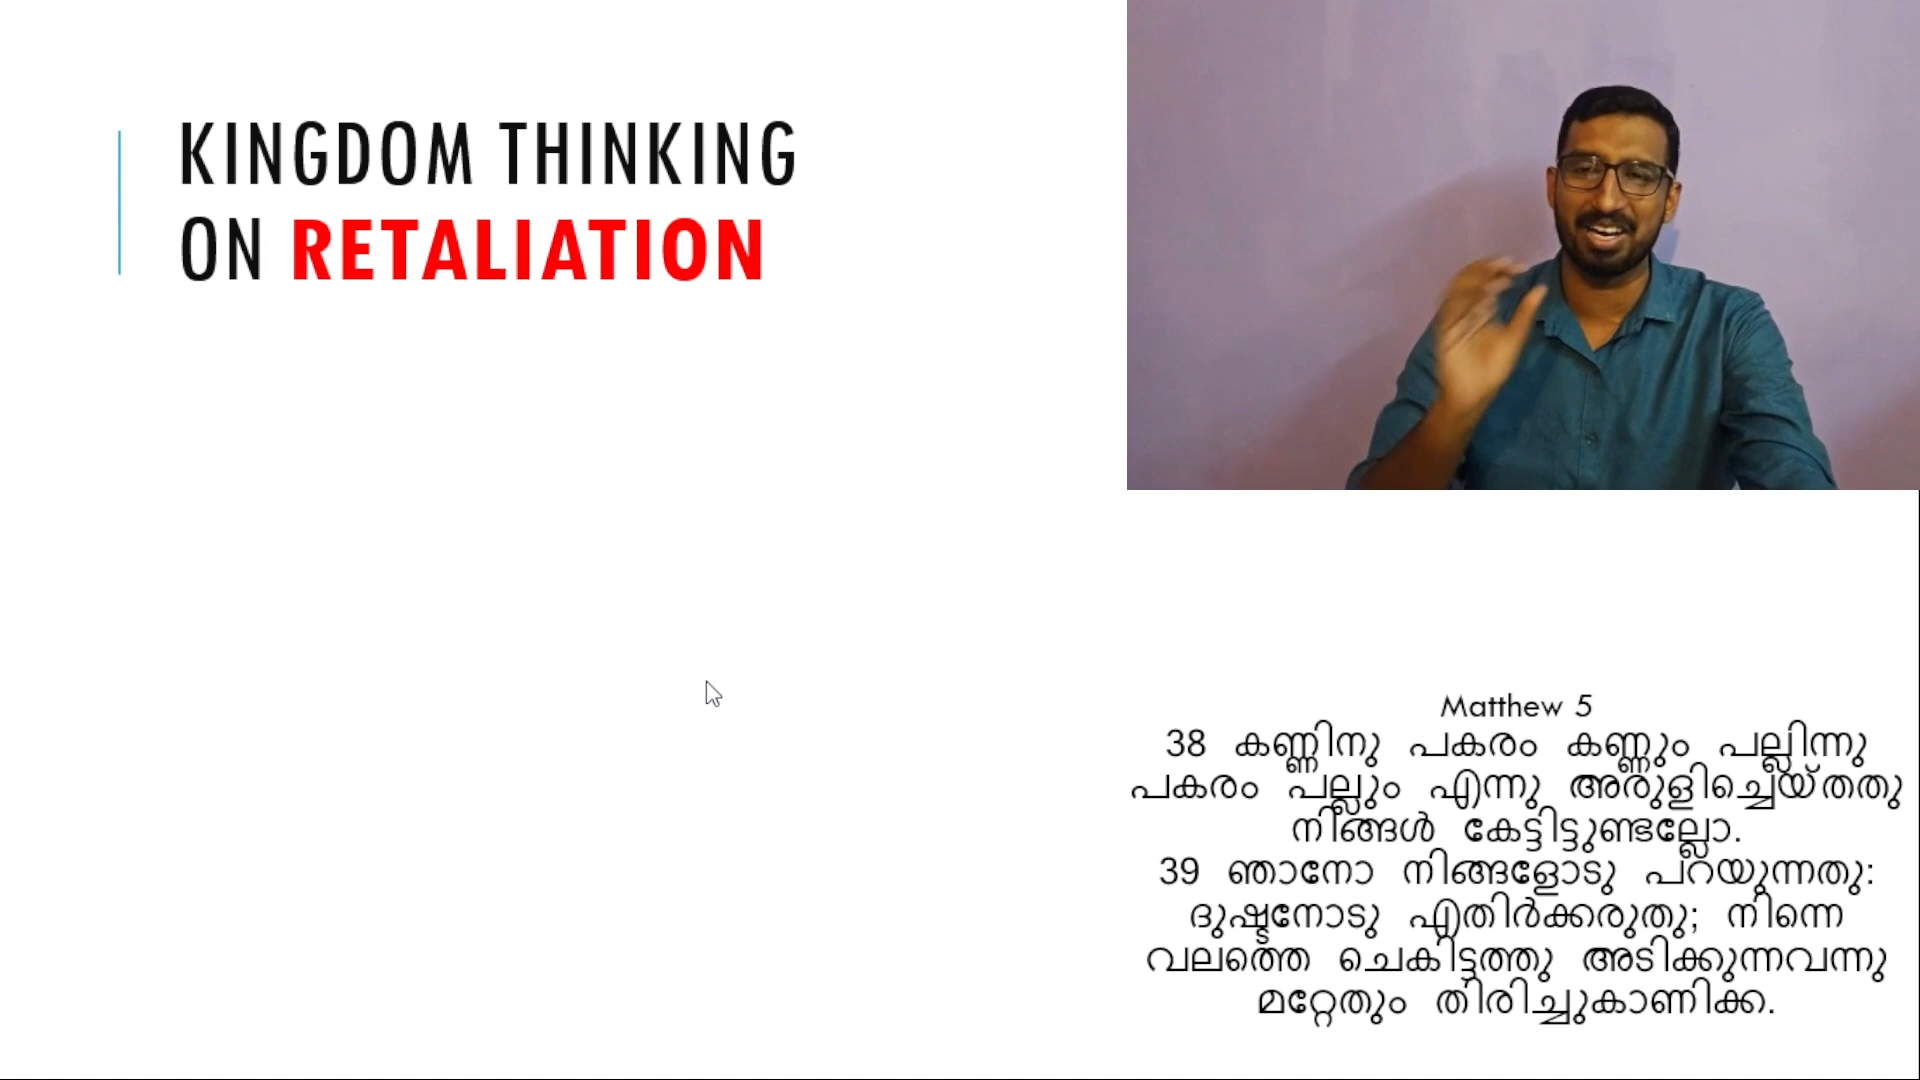 KINGDOM THINKING
ON RETALIATION
Matthew 5
38 കണ്ണിനു പകരം കണ്ണും പല്ലിന്നു
പകരം പല്ലും എന്നു അരുളിച്ചെയ്തതു
നിങ്ങൾ കേട്ടിട്ടുണ്ടല്ലോ.
39 ഞാനോ നിങ്ങളോടു പറയുന്നതു:
ദുഷ്ടനോടു എതിർക്കരുതു; നിന്നെ
വലത്തെ ചെകിട്ടത്തു അടിക്കുന്നവന്നു
മറ്റേതും തിരിച്ചുകാണിക്ക.